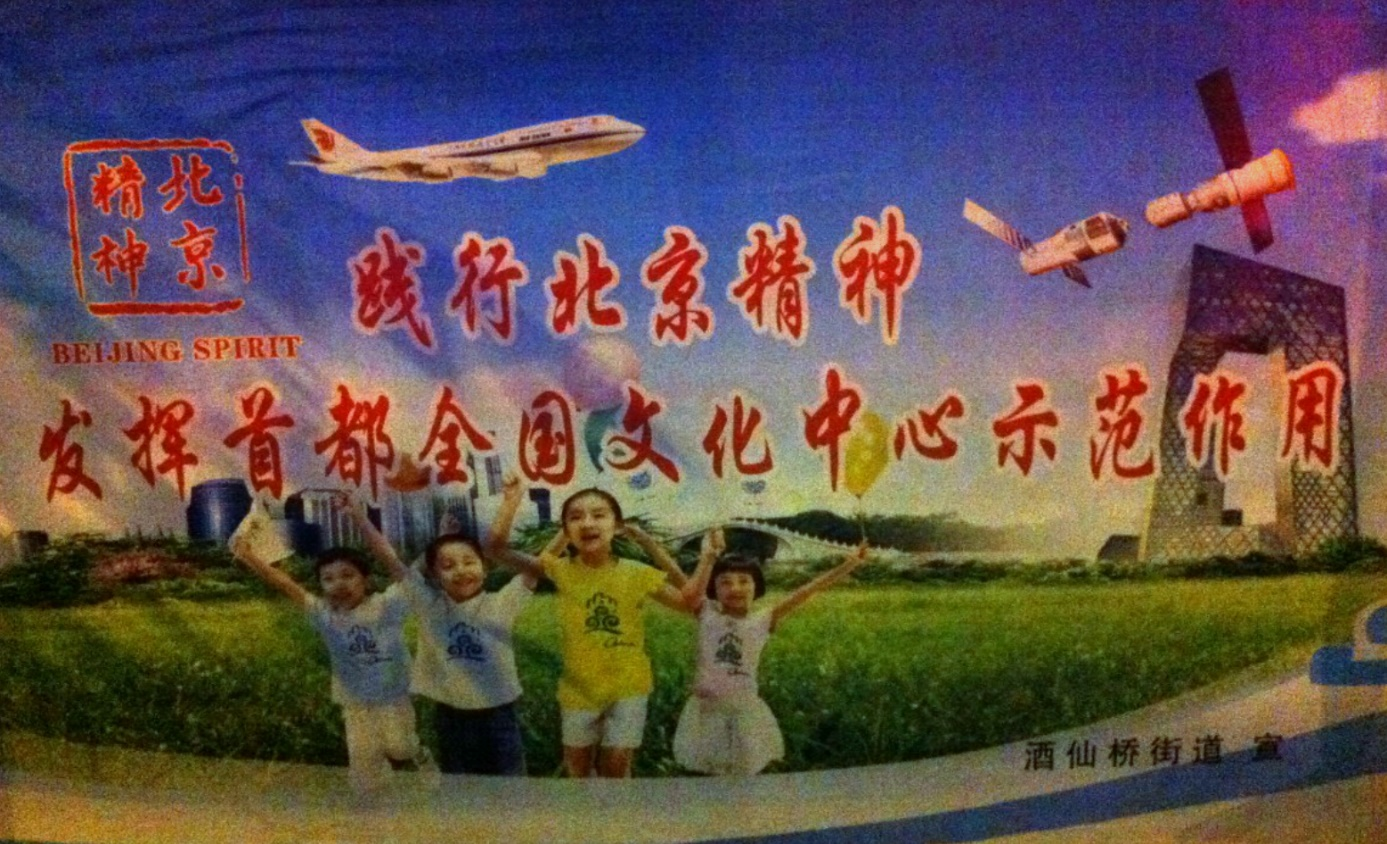 北京
精神
BEIJING SPIRIT
践行北京精神
发挥首都全国文化中心示范作用
酒仙桥街道 宣